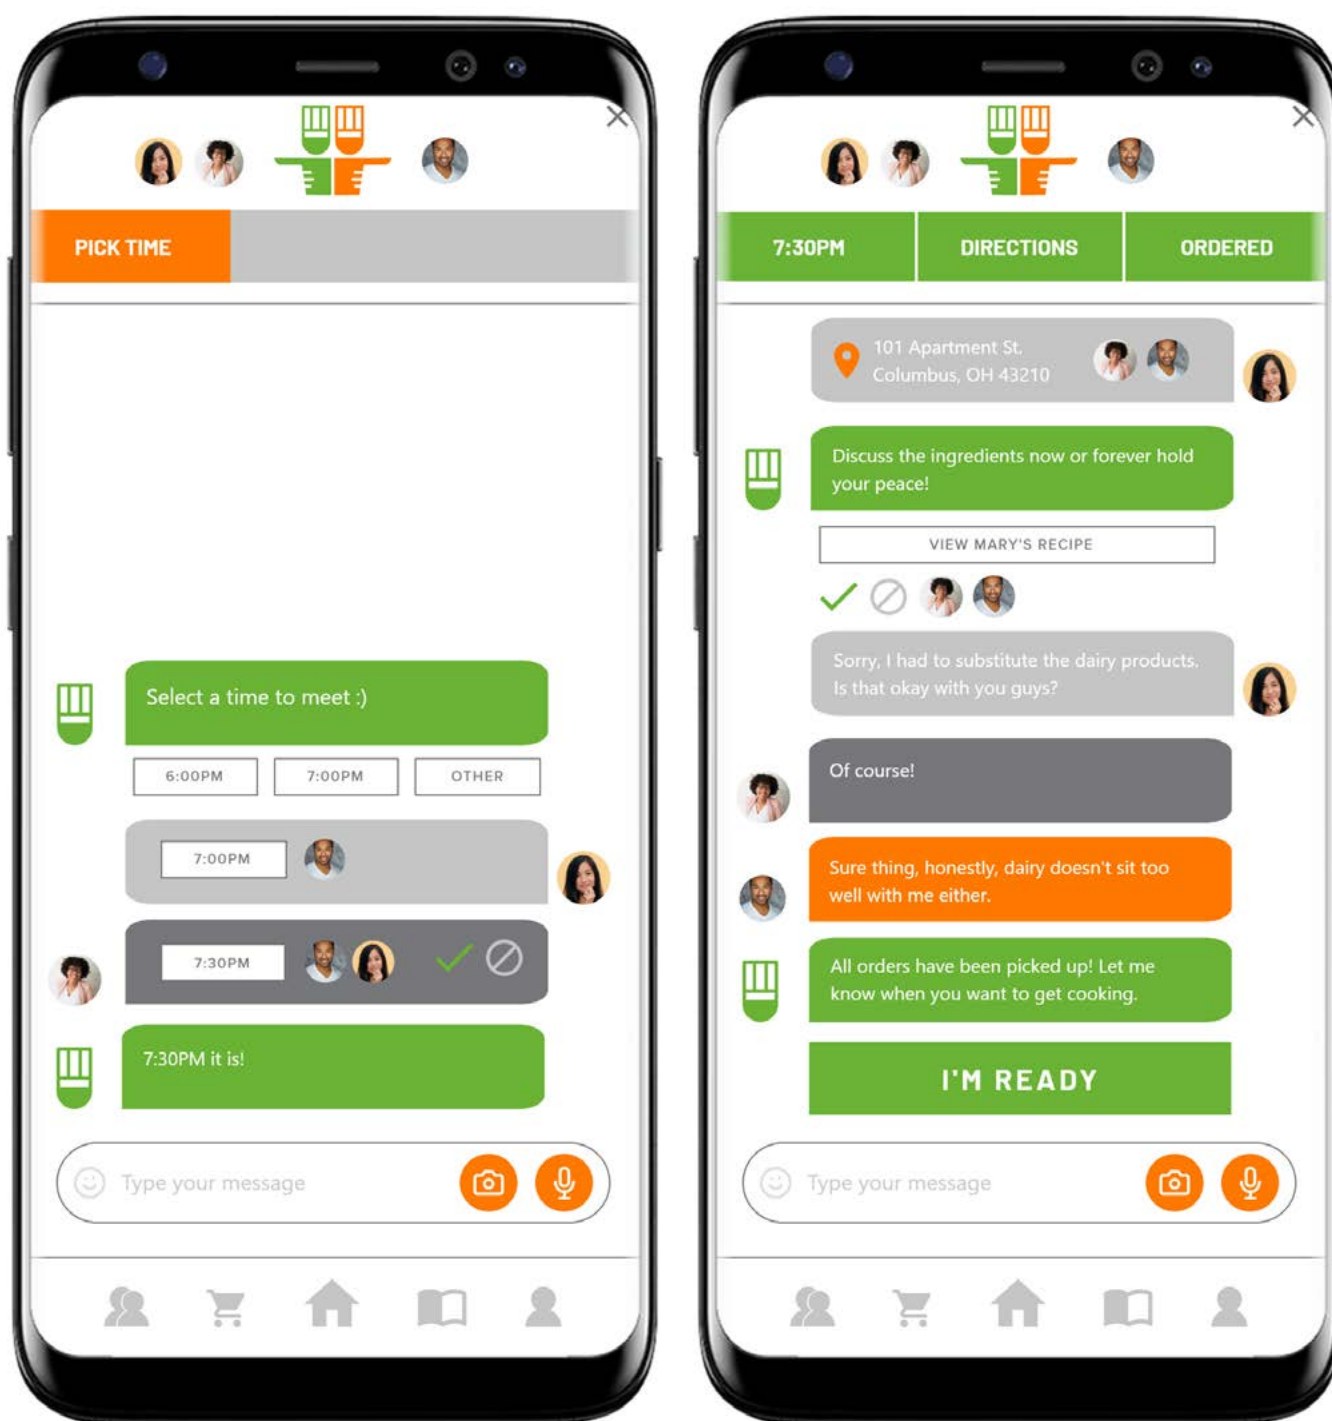 PICK TIME
Select a time to meet :)
6:00PM 7:00PM OTHER
7:00PM
7:30PM
7:30PM it is!
Type your message
7:30PM DIRECTIONS ORDERED
101 Apartment St.
Columbus, OH 43210
Discuss the ingredients now or forever hold
your peace!
VIEW MARY'S RECIPE
Sorry, I had to substitute the dairy products.
Is that okay with you guys?
Of course!
Sure thing, honestly, dairy doesn't sit too
well with me either.
All orders have been picked up! Let me
know when you want to get cooking.
I'M READY
Type your message